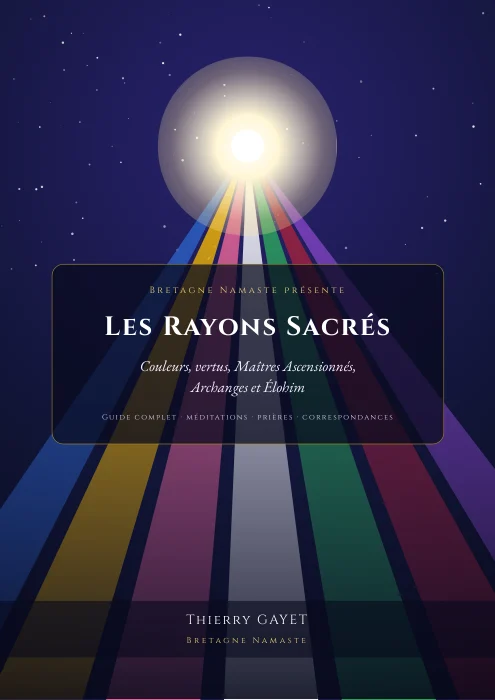 Bretagne Namaste présente
Les Rayons Sacrés
Couleurs, vertus, Maîtres Ascensionnés,
Archanges et Élohim
Guide complet · méditations · prières · correspondances
Thierry GAYET
Bretagne Namaste